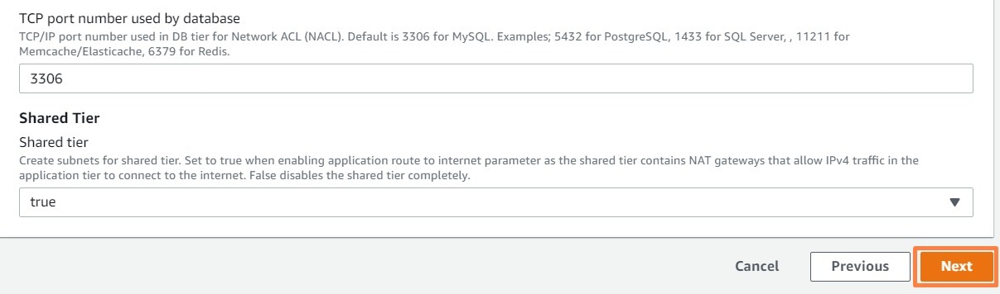 TCP port number used by database
TCP/IP port number used in DB tier for Network ACL (NACL). Default is 3306 for MySQL. Examples; 5432 for PostgreSQL, 1433 for SQL Server, , 11211 for
Memcache/Elasticache, 6379 for Redis.
3306
Shared Tier
Shared tier
Create subnets for shared tier. Set to true when enabling application route to internet parameter as the shared tier contains NAT gateways that allow IPv4 traffic in the
application tier to connect to the internet. False disables the shared tier completely.
true
Cancel Previous Next